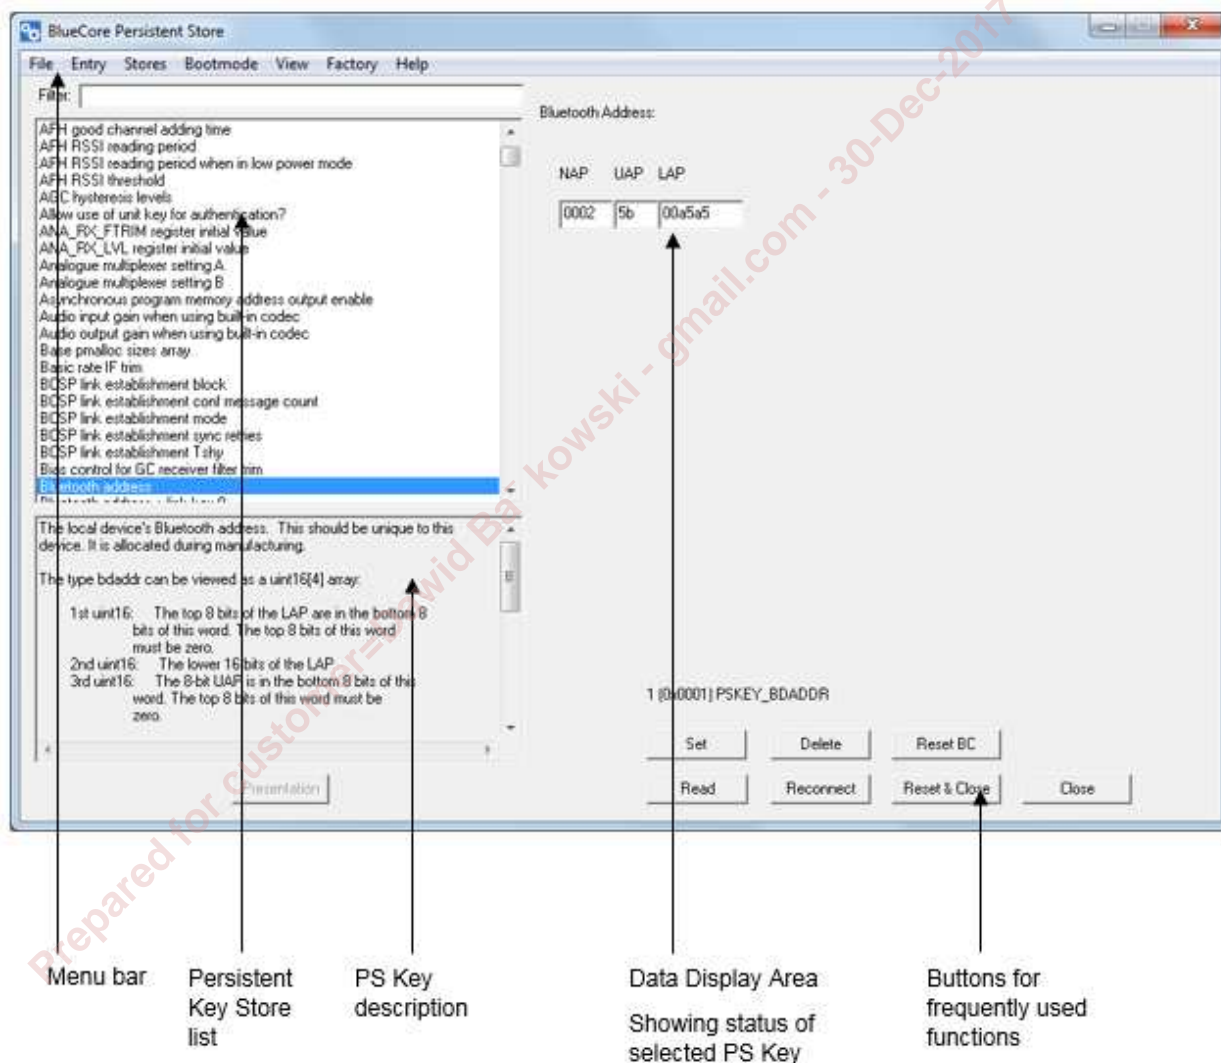 BlueCore Persistent Store
File Entry Stores Bootmode View Factory Help
Filter:
AFH good channel adding time
AFH RSSI reading period
AFH RSSI reading period when in low power mode
AFH RSSI threshold
AGC hysteresis levels
Allow use of unit key for authentication?
ANA_RX_FTRIM register initial value
ANA_RX_LVL register initial value
Analogue multiplexer setting A
Analogue multiplexer setting B
Asynchronous program memory address output enable
Audio input gain when using built-in codec
Audio output gain when using built-in codec
Base pmalloc sizes array
Basic rate IF trim
BCSP link establishment block
BCSP link establishment conf message count
BCSP link establishment mode
BCSP link establishment sync retries
BCSP link establishment Tshy
Bias control for GC receiver filter trim
Bluetooth address
The local device's Bluetooth address. This should be unique to this
device. It is allocated during manufacturing.
The type bdaddr can be viewed as a uint16[4] array:
1st uint16: The top 8 bits of the LAP are in the bottom 8
bits of this word. The top 8 bits of this word
must be zero.
2nd uint16: The lower 16 bits of the LAP
3rd uint16: The 8-bit UAP is in the bottom 8 bits of this
word. The top 8 bits of this word must be
zero.
Presentation
Bluetooth Address:
NAP UAP LAP
0002 5b 00a5a5
1 (0x0001) PSKEY_BDADDR
Set Delete Reset BC
Read Reconnect Reset & Close Close
Menu bar
Persistent
Key Store
list
PS Key
description
Data Display Area
Showing status of
selected PS Key
Buttons for
frequently used
functions
Prepared for kowski - gmail.com - 30-Dec-2017